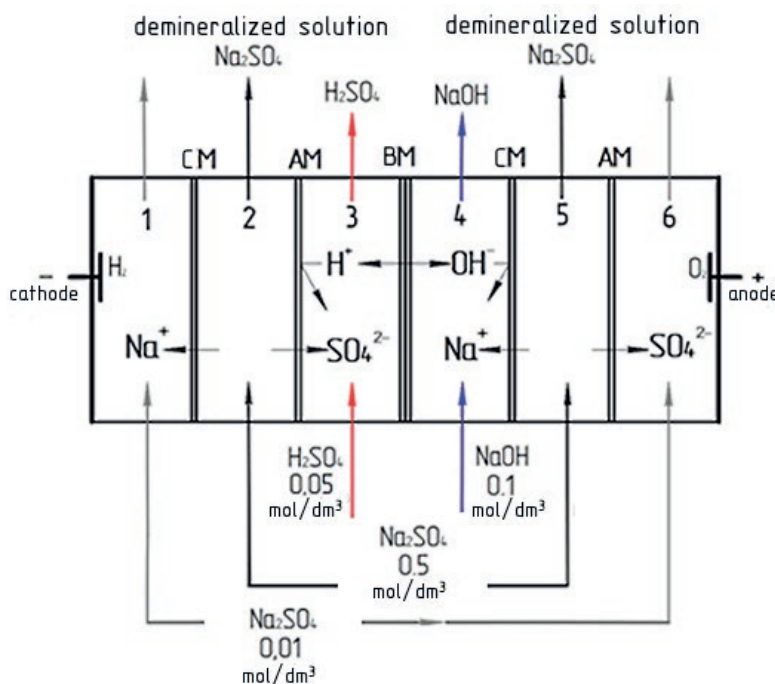 demineralized solution
demineralized solution
Na₂SO₄
Na₂SO₄
H₂SO₄
NaOH
CM
AM
BM
CM
AM
1
2
3
4
5
6
H₂
H⁺
OH⁻
O₂
-
cathode
+
anode
Na⁺
SO₄²⁻
Na⁺
SO₄²⁻
H₂SO₄
0,05
mol/dm³
NaOH
0.1
mol/dm³
Na₂SO₄
0.5
mol/dm³
Na₂SO₄
0,01
mol/dm³